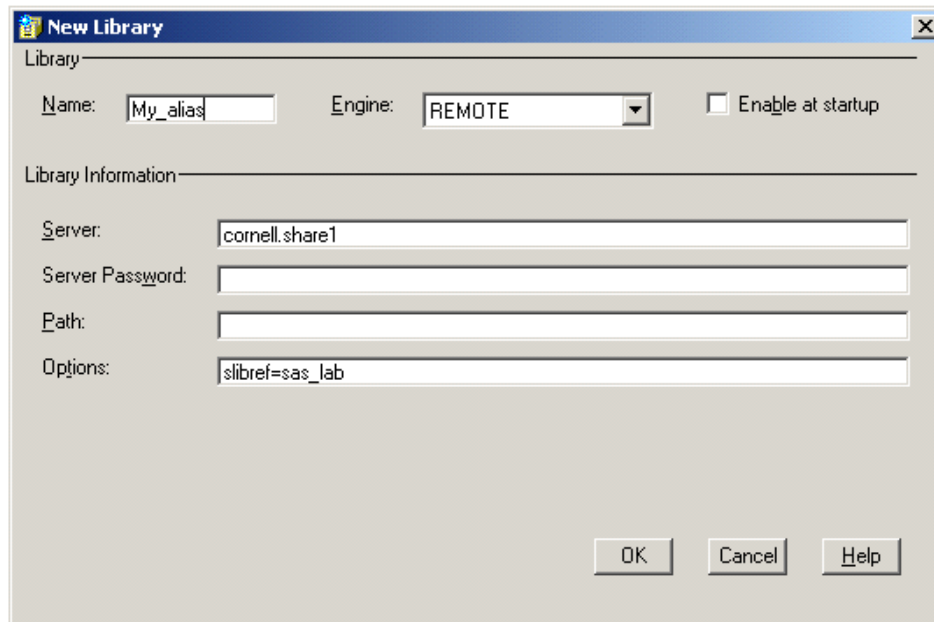 New Library
Library
Name: My_alias Engine: REMOTE Enable at startup
Library Information
Server: cornell.share1
Server Password:
Path:
Options: slibref=sas_lab
OK Cancel Help